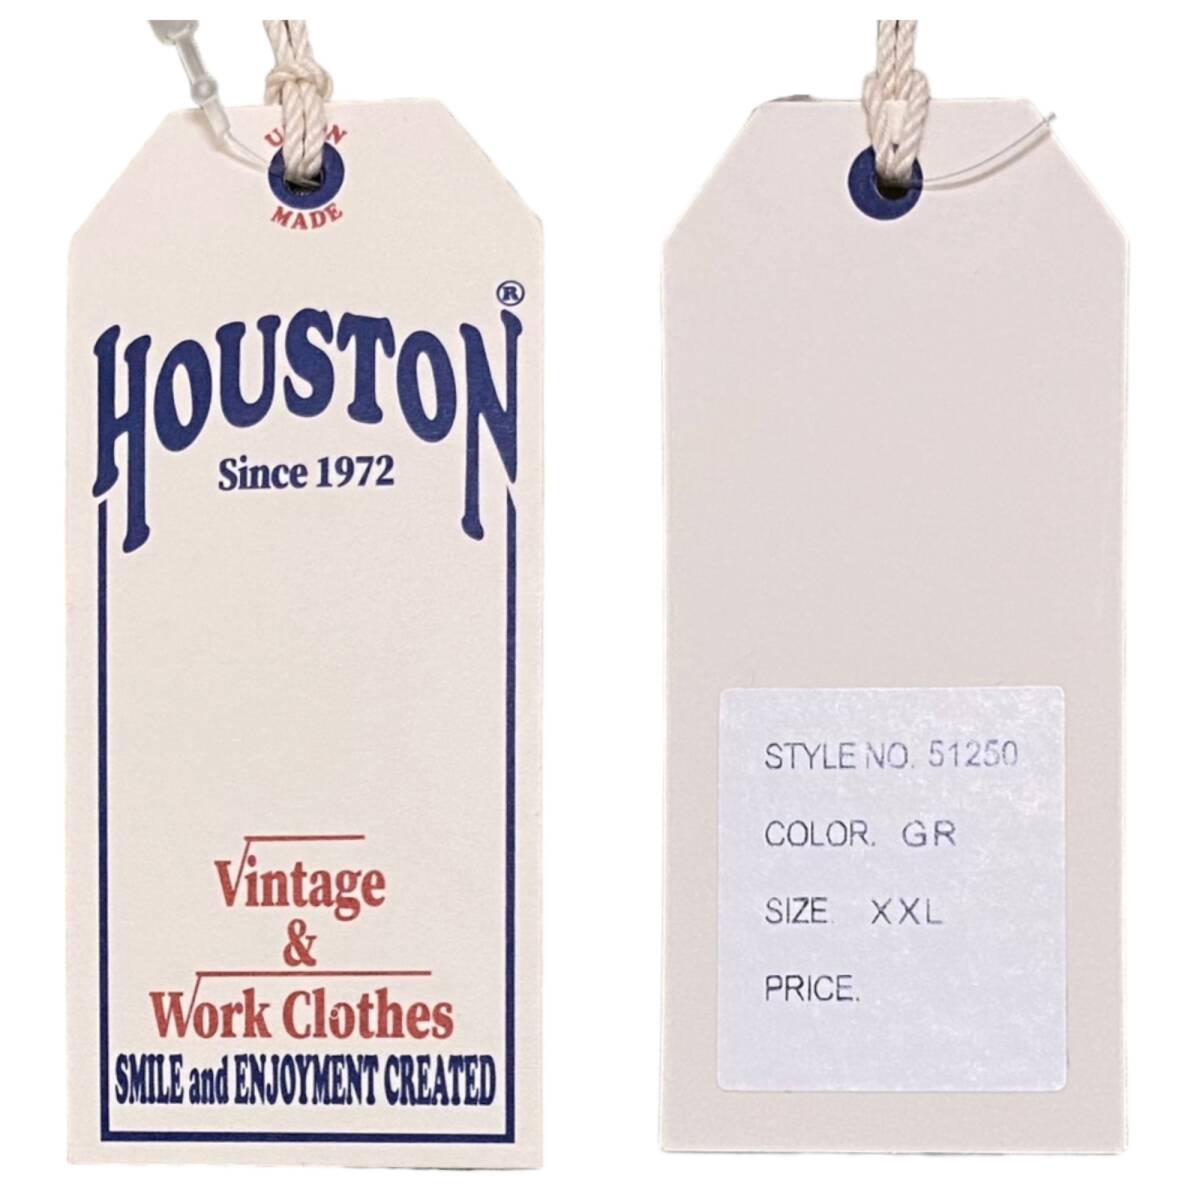 MADE
HOUSTON®
Since 1972
Vintage
&
Work Clothes
SMILE and ENJOYMENT CREATED
STYLE NO. 51250
COLOR. GR
SIZE. XXL
PRICE.